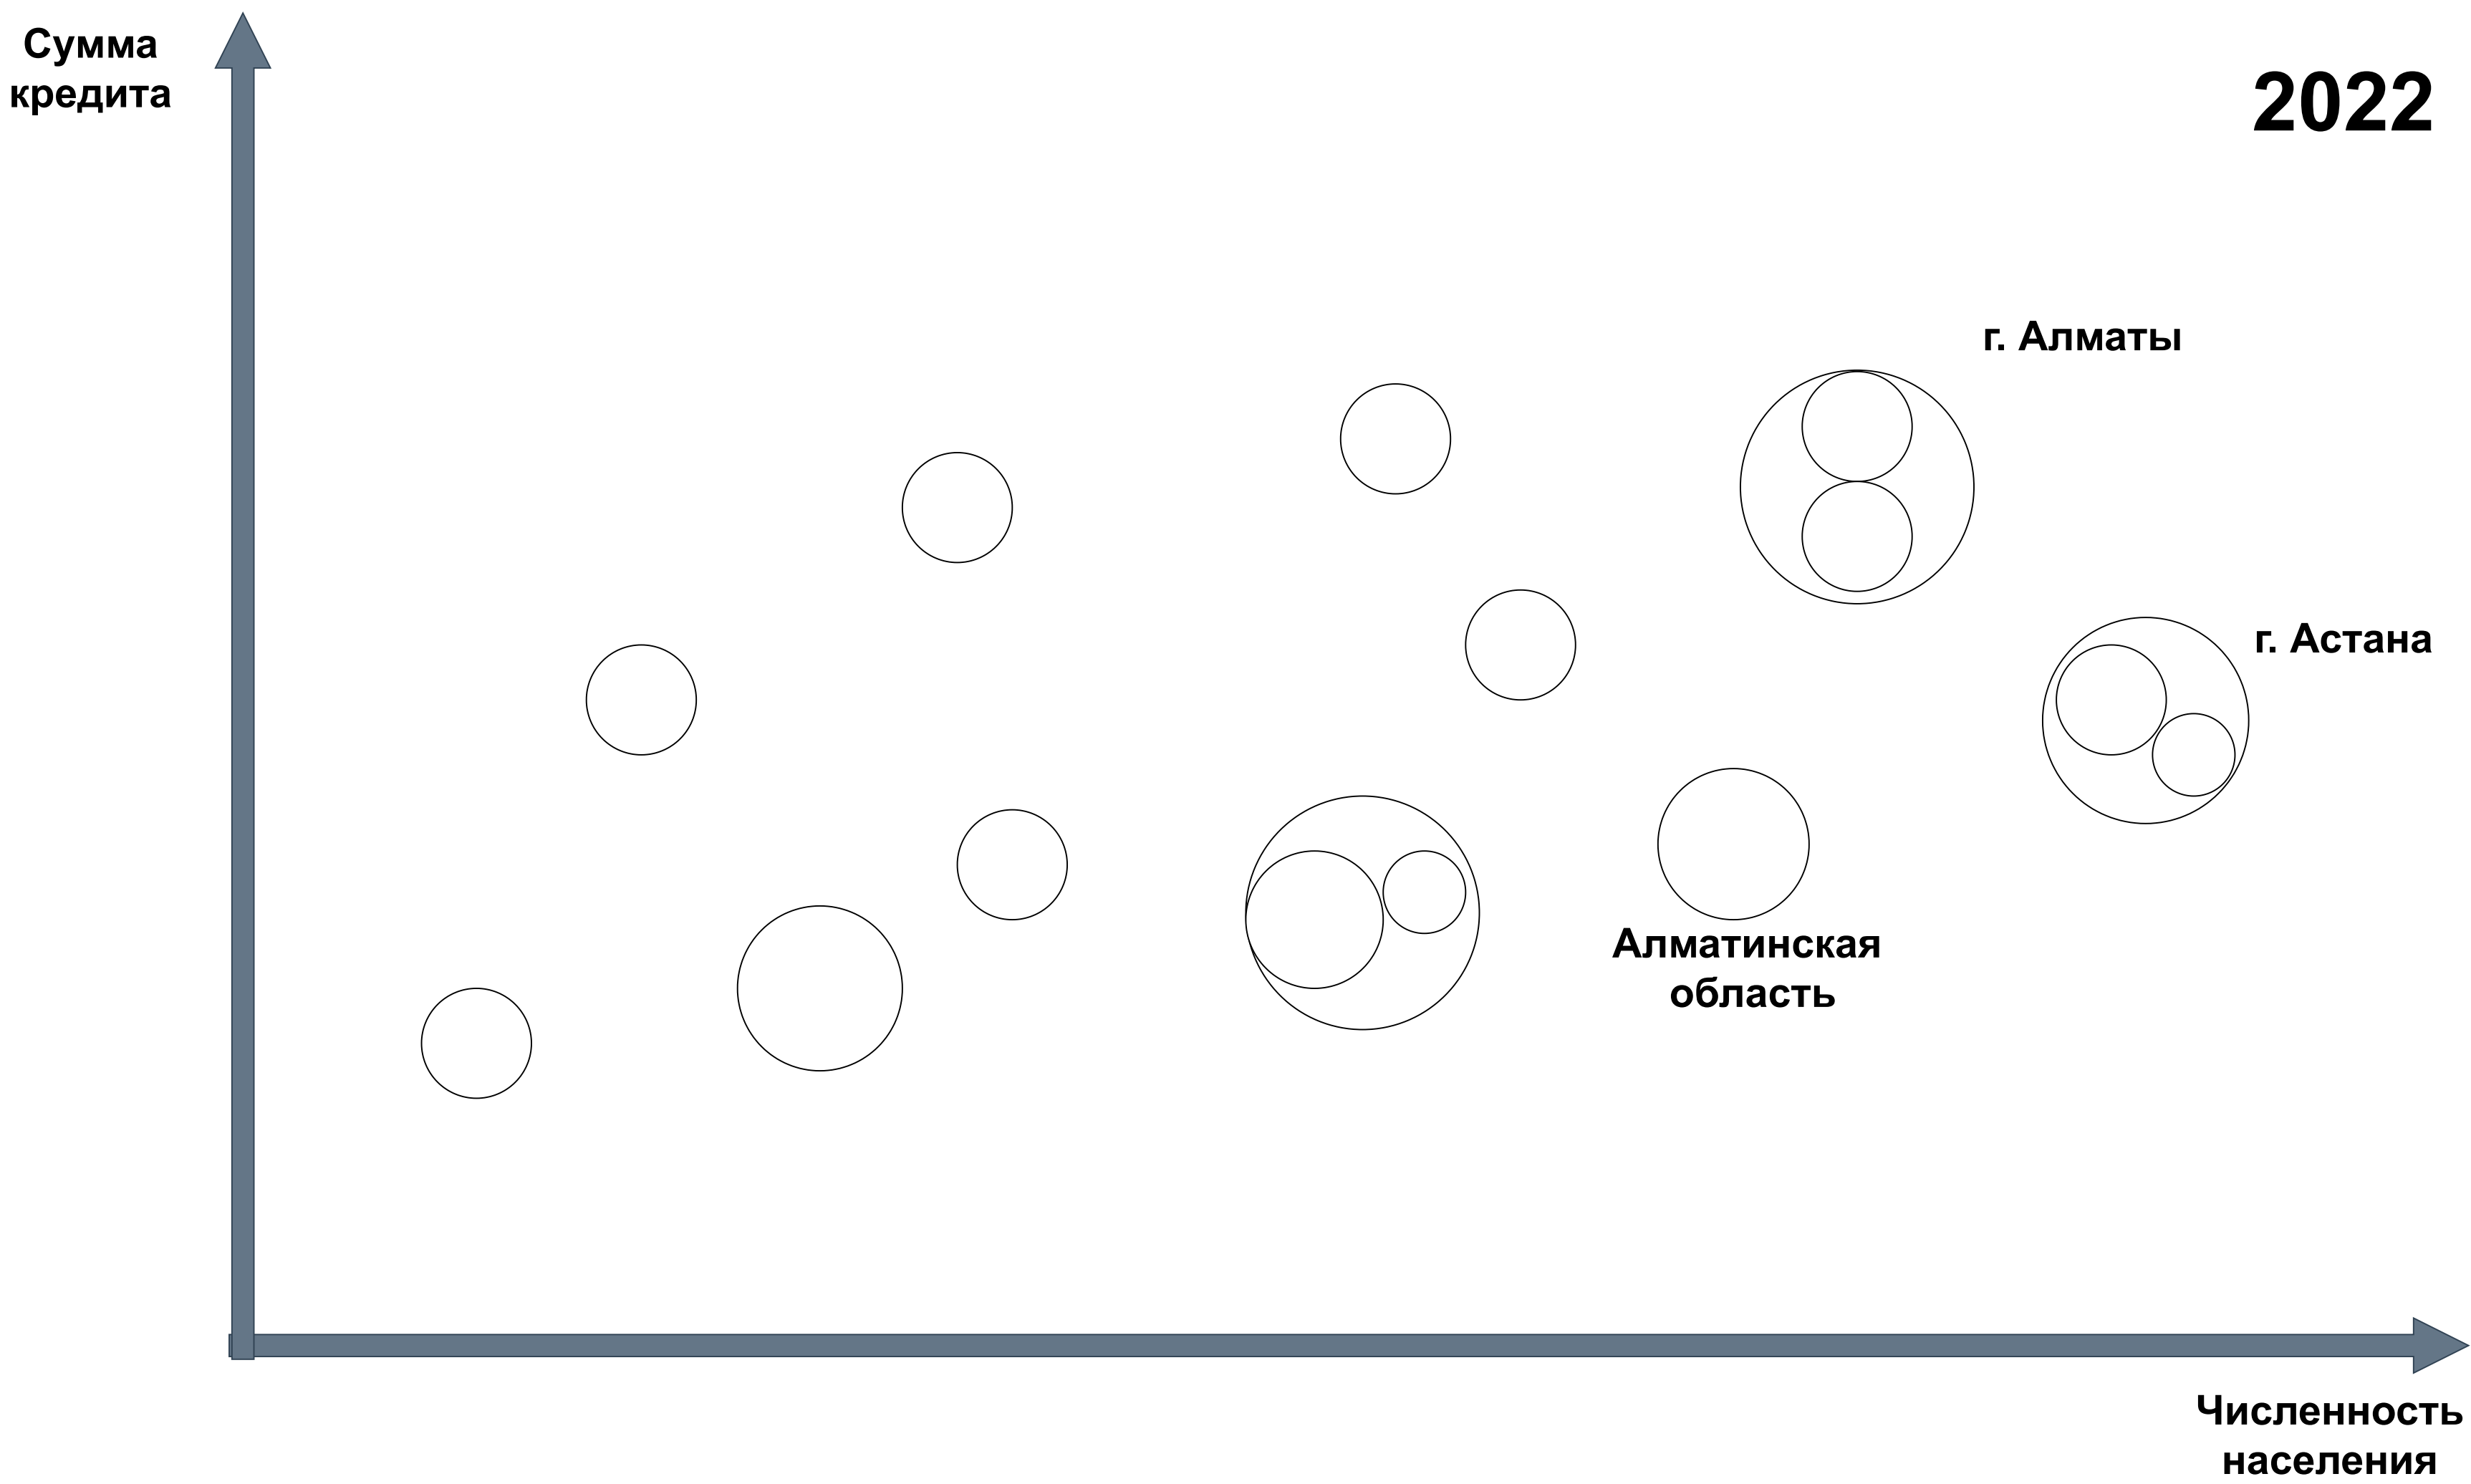 Сумма
кредита
2022
г. Алматы
г. Астана
Алматинская
область
Численность
населения